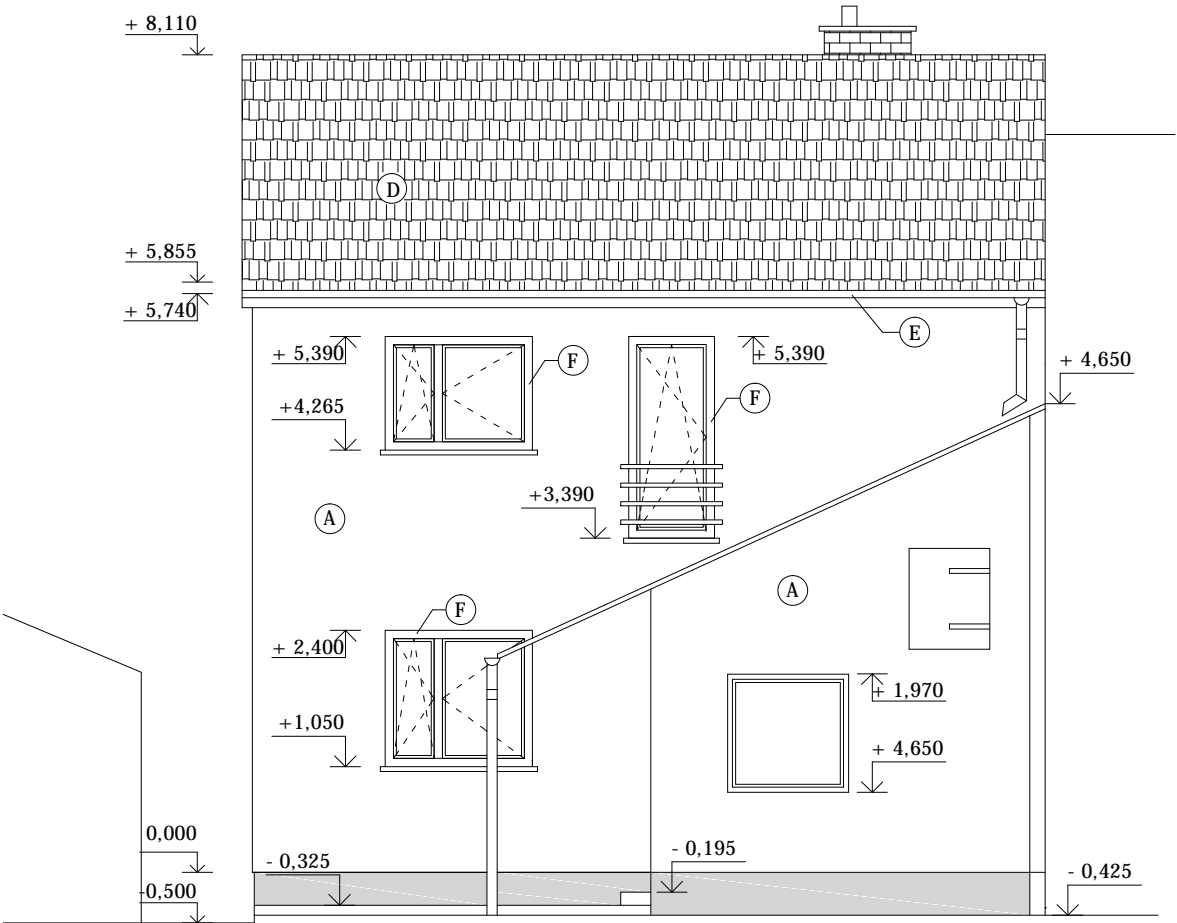 + 8,110
D
+ 5,855
+ 5,740
E
+ 5,390
F
+ 5,390
+ 4,650
+4,265
F
+3,390
A
A
F
+ 2,400
+ 1,970
+1,050
+ 4,650
0,000
- 0,325
- 0,195
-0,500
- 0,425